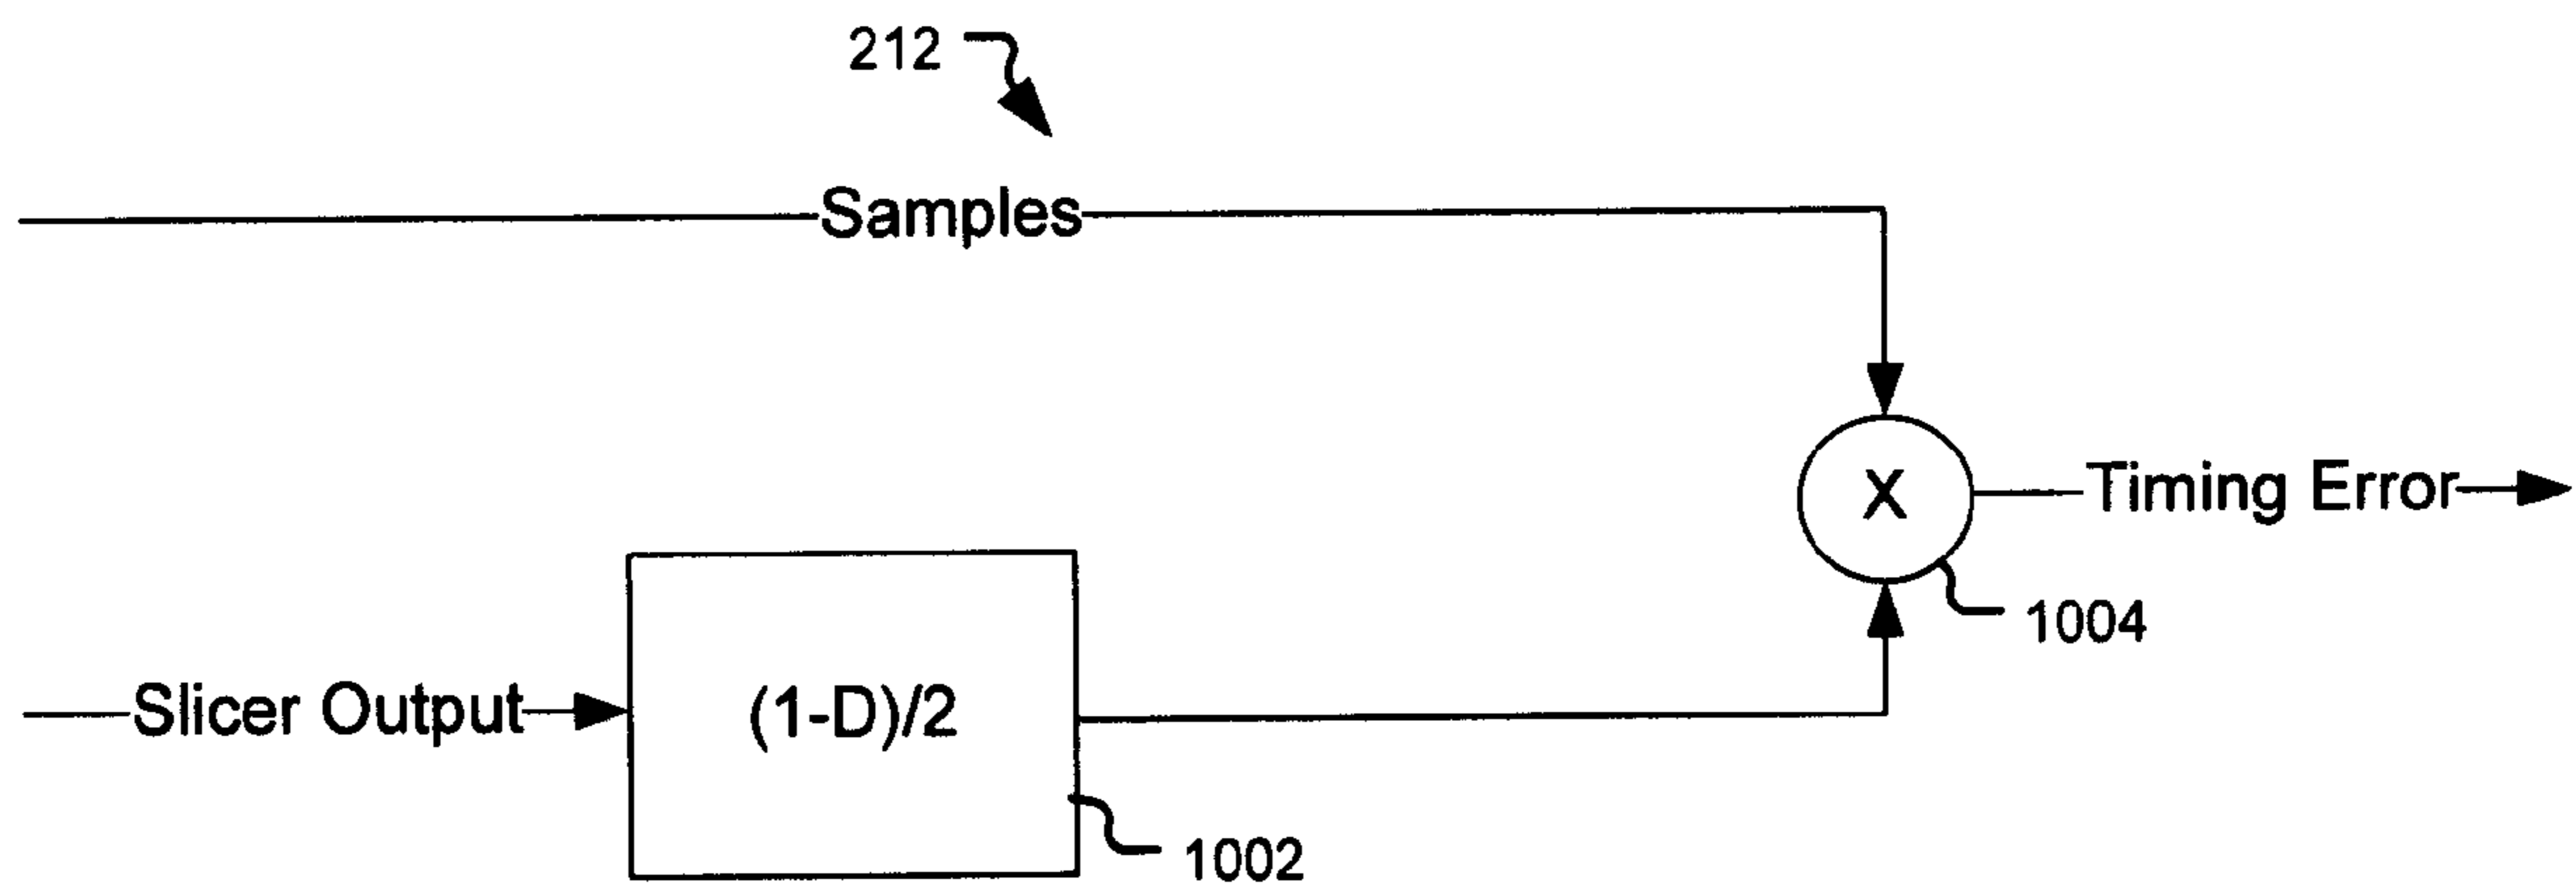 212
Samples
X
Timing Error
1004
Slicer Output
(1-D)/2
1002